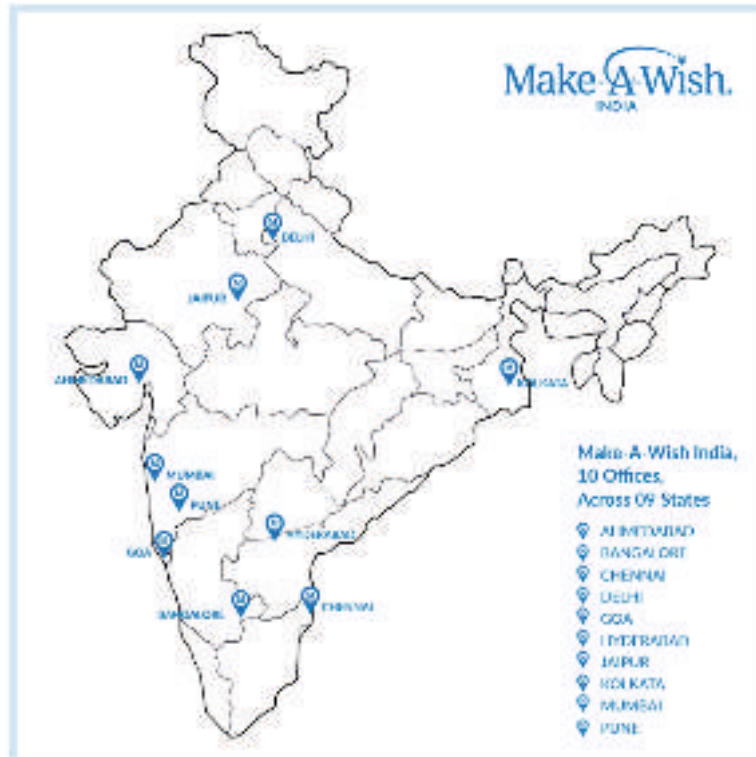 Make-A-Wish.
INDIA
DELHI
JAIPUR
AHMEDABAD
KOLKATA
MUMBAI
PUNE
HYDERABAD
GOA
BANGALORE
CHENNAI
Make-A-Wish India,
10 Offices,
Across 09 States
AHMEDABAD
BANGALORE
CHENNAI
DELHI
GOA
HYDERABAD
JAIPUR
KOLKATA
MUMBAI
PUNE